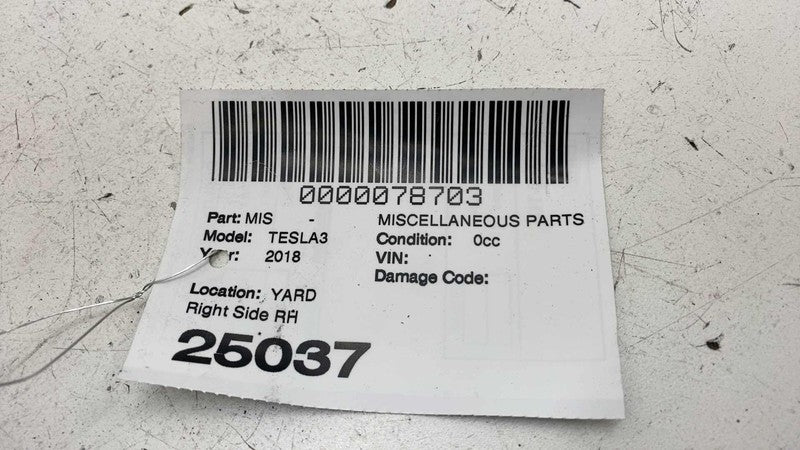 0000078703
Part: MIS - MISCELLANEOUS PARTS
Model: TESLA3 Condition: 0cc
Year: 2018 VIN:
Damage Code:
Location: YARD
Right Side RH
25037